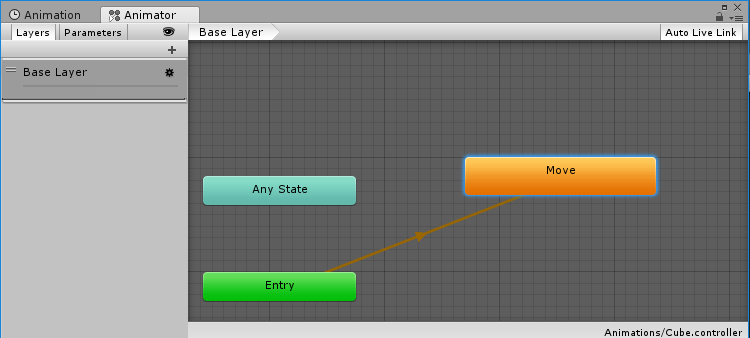 Animation
Animator
Layers
Parameters
Base Layer
Auto Live Link
Base Layer
Move
Any State
Entry
Animations/Cube.controller